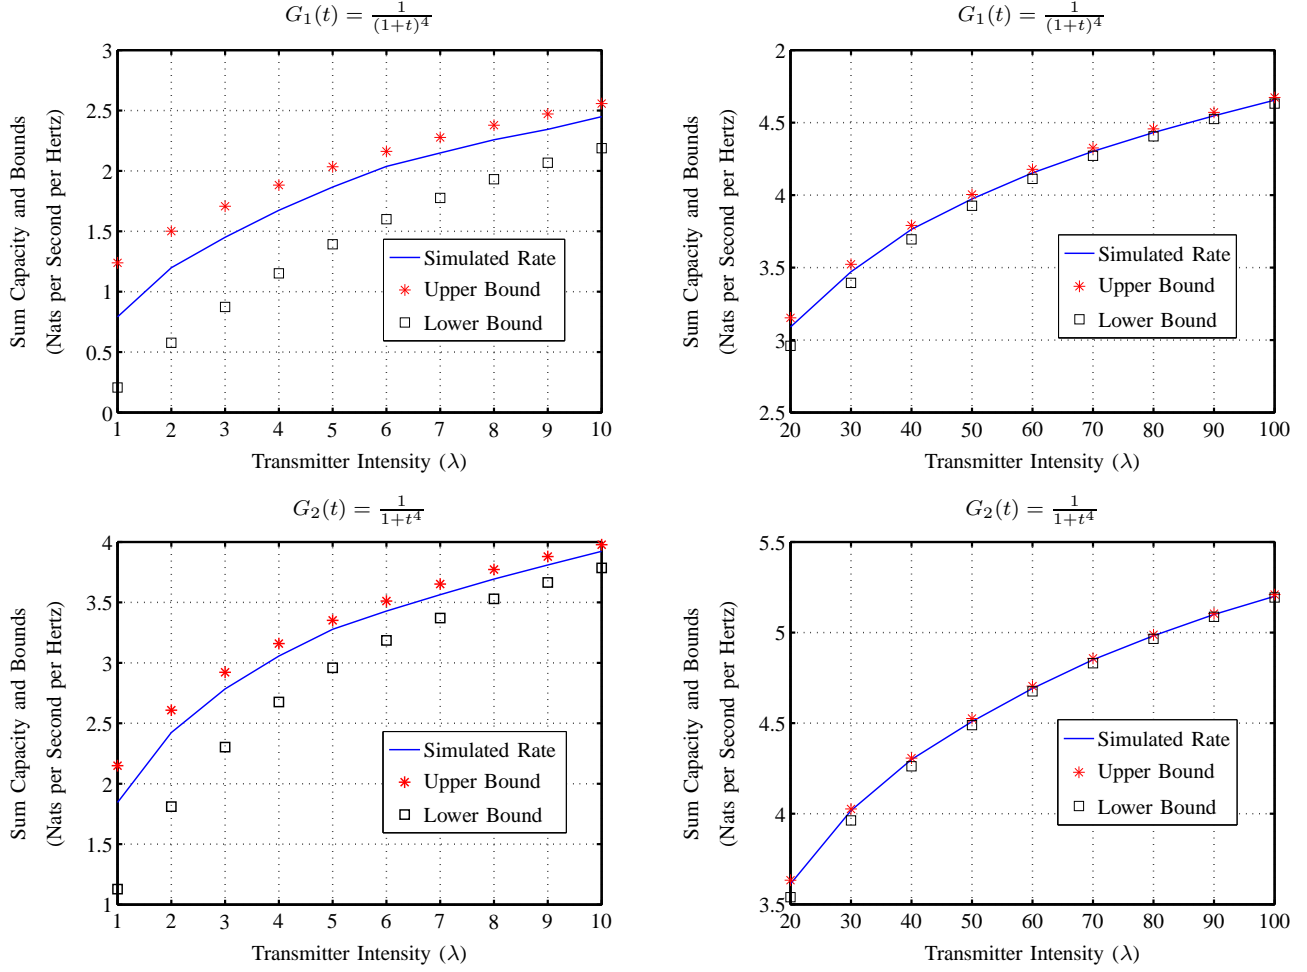 G₁(t) = 1/(1+t)⁴
3
2.5
2
1.5
1
0.5
0
1 2 3 4 5 6 7 8 9 10
Sum Capacity and Bounds
(Nats per Second per Hertz)
Transmitter Intensity (λ)
Simulated Rate
Upper Bound
Lower Bound
G₁(t) = 1/(1+t)⁴
2
4.5
4
3.5
3
2.5
20 30 40 50 60 70 80 90 100
Sum Capacity and Bounds
(Nats per Second per Hertz)
Transmitter Intensity (λ)
Simulated Rate
Upper Bound
Lower Bound
G₂(t) = 1/1+t⁴
4
3.5
3
2.5
2
1.5
1
1 2 3 4 5 6 7 8 9 10
Sum Capacity and Bounds
(Nats per Second per Hertz)
Transmitter Intensity (λ)
Simulated Rate
Upper Bound
Lower Bound
G₂(t) = 1/1+t⁴
5.5
5
4.5
4
3.5
20 30 40 50 60 70 80 90 100
Sum Capacity and Bounds
(Nats per Second per Hertz)
Transmitter Intensity (λ)
Simulated Rate
Upper Bound
Lower Bound